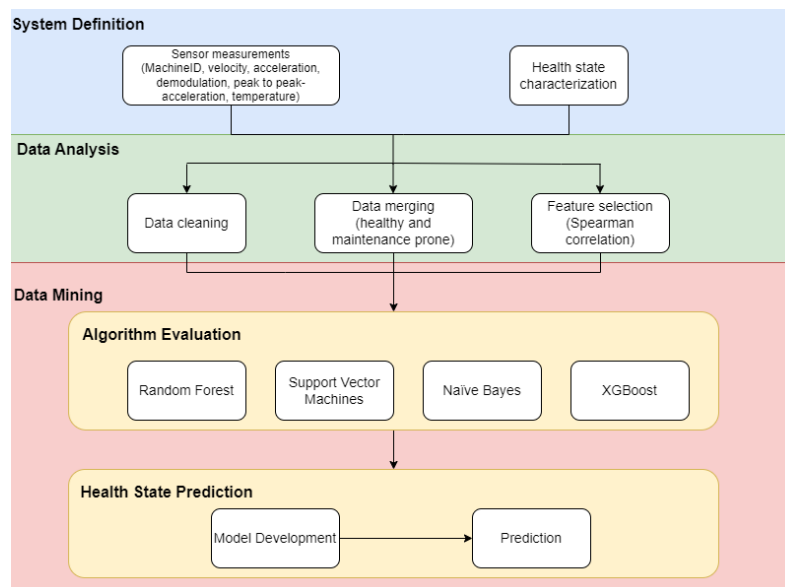 System Definition
Sensor measurements
(MachineID, velocity, acceleration,
demodulation, peak to peak-
acceleration, temperature)
Health state
characterization
Data Analysis
Data cleaning
Data merging
(healthy and
maintenance prone)
Feature selection
(Spearman
correlation)
Data Mining
Algorithm Evaluation
Random Forest
Support Vector
Machines
Naïve Bayes
XGBoost
Health State Prediction
Model Development
Prediction